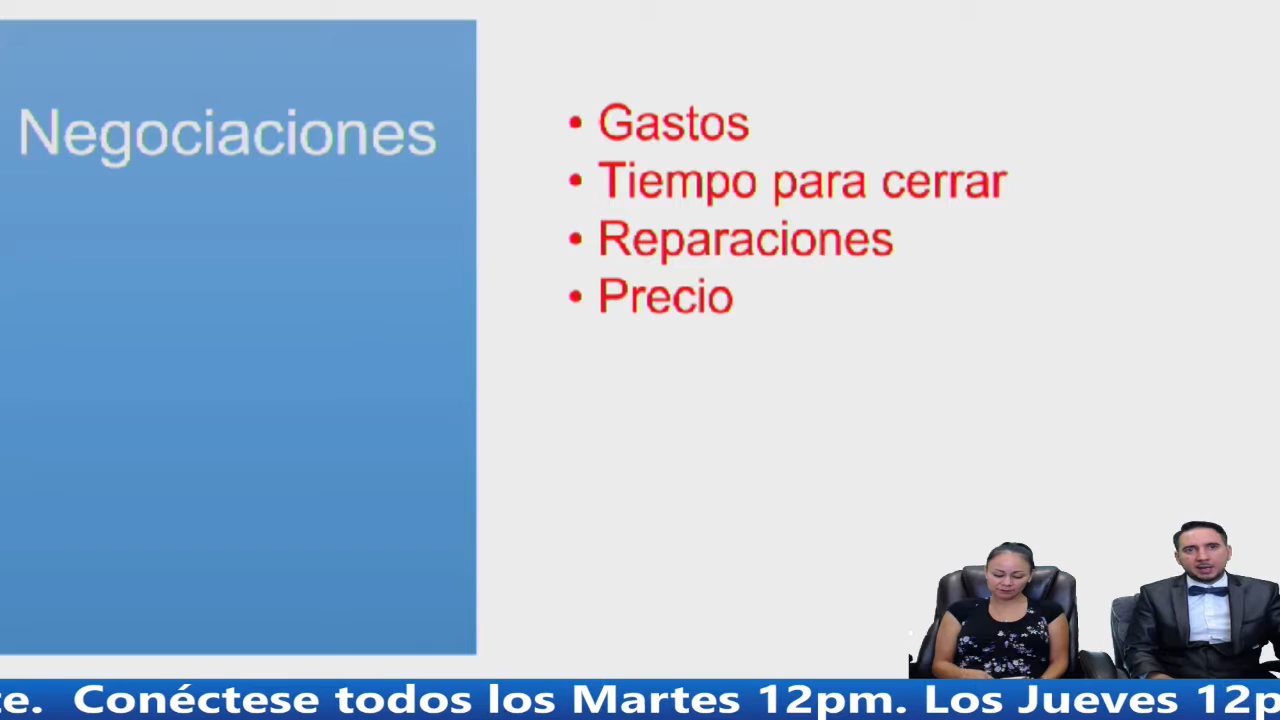 Negociaciones
• Gastos
• Tiempo para cerrar
• Reparaciones
• Precio
Conéctese todos los Martes 12pm. Los Jueves